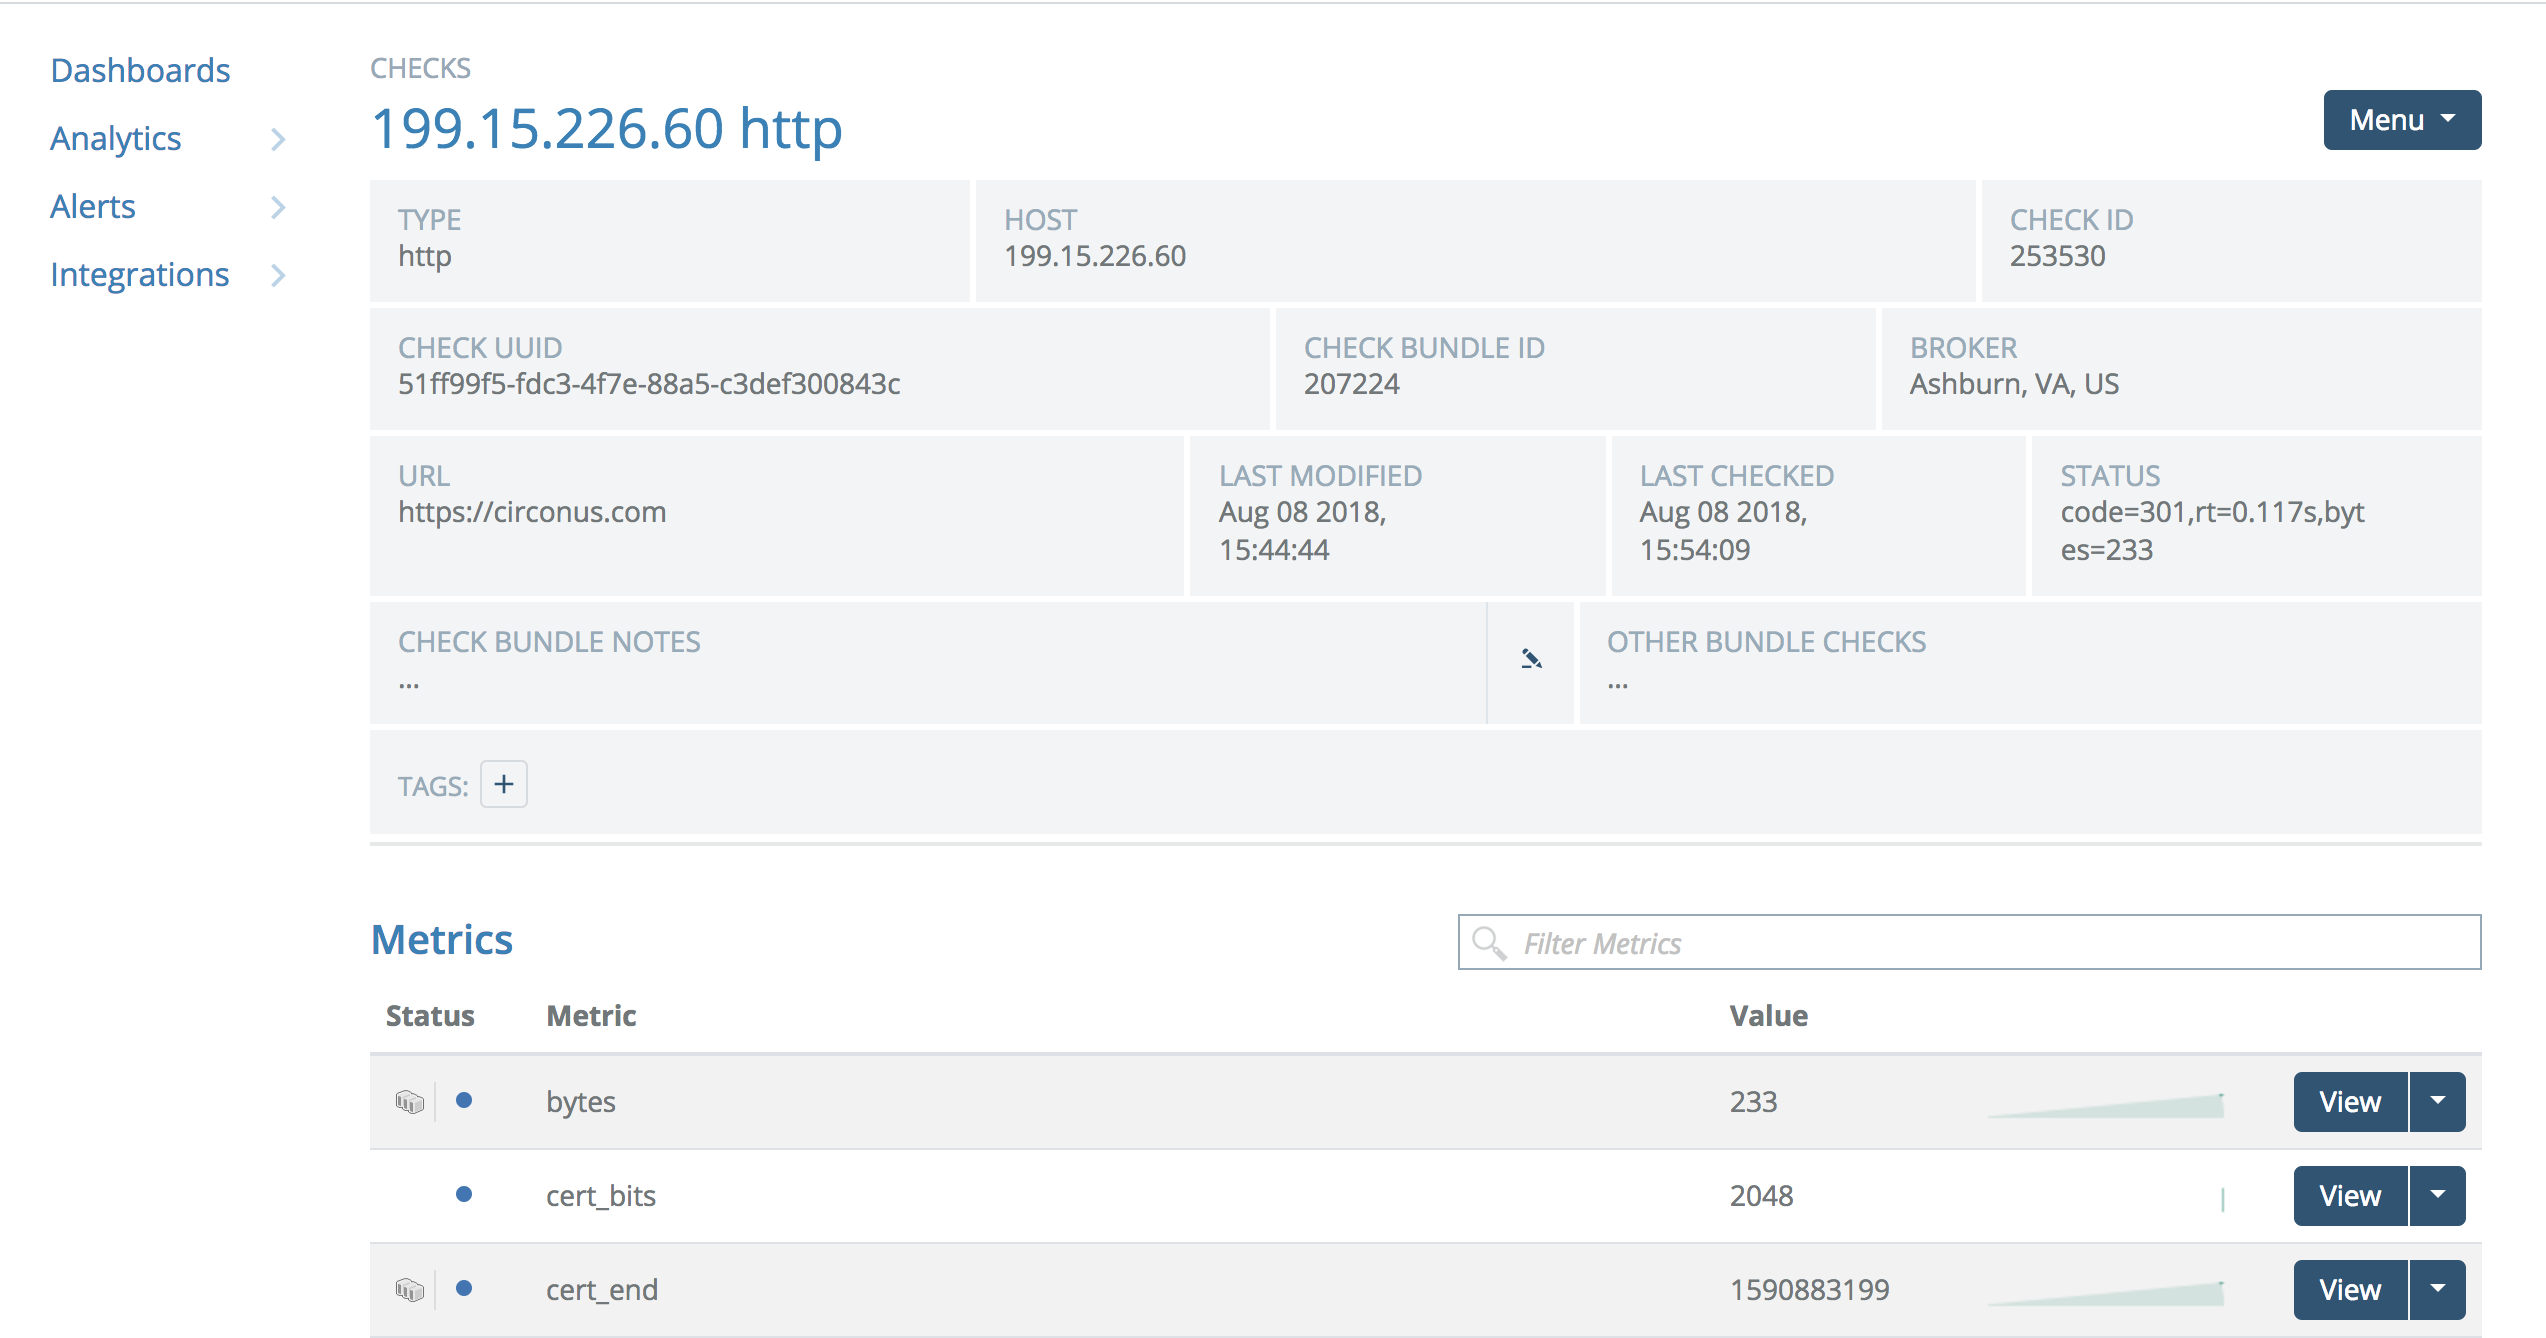 Dashboards
Analytics
Alerts
Integrations
CHECKS
199.15.226.60 http
Menu
TYPE
http
HOST
199.15.226.60
CHECK ID
253530
CHECK UUID
51ff99f5-fdc3-4f7e-88a5-c3def300843c
CHECK BUNDLE ID
207224
BROKER
Ashburn, VA, US
URL
https://circonus.com
LAST MODIFIED
Aug 08 2018,
15:44:44
LAST CHECKED
Aug 08 2018,
15:54:09
STATUS
code=301,rt=0.117s,byt
es=233
CHECK BUNDLE NOTES
...
OTHER BUNDLE CHECKS
...
TAGS: +
Metrics
Filter Metrics
Status Metric Value
bytes 233 View
cert_bits 2048 View
cert_end 1590883199 View